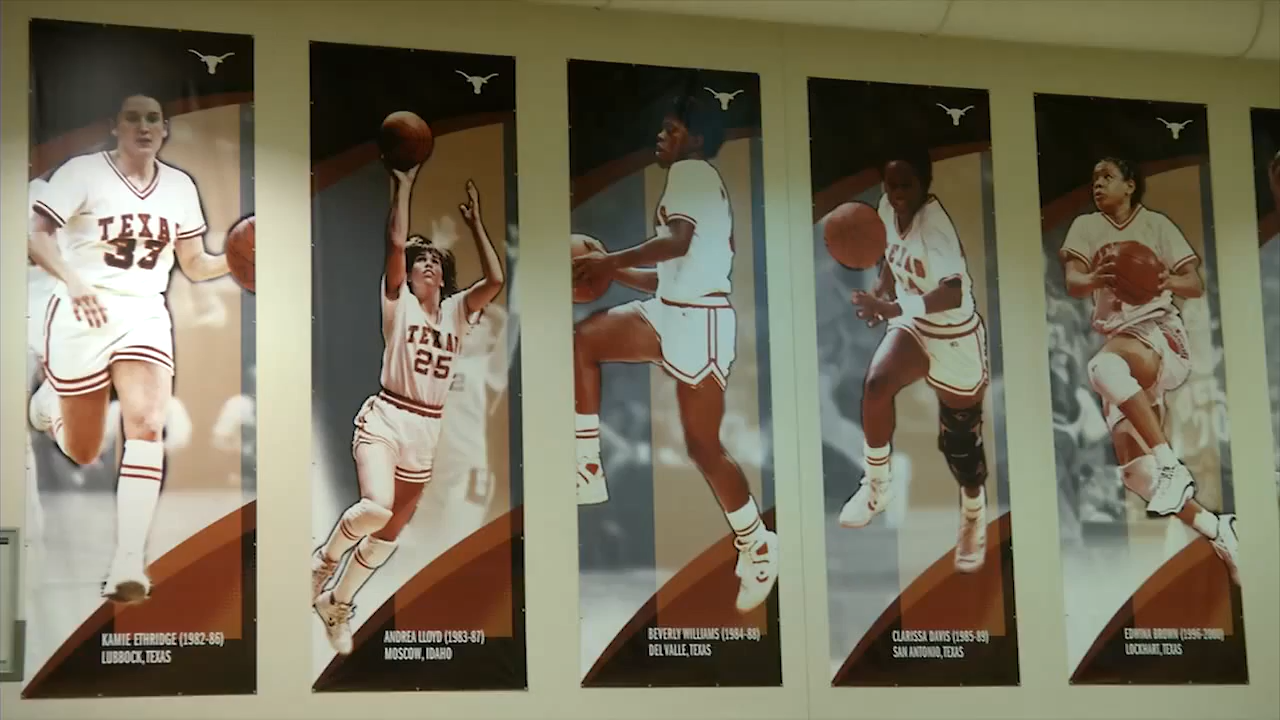 TEXA
33
KAMIE ETHRIDGE (1982-86)
LUBBOCK, TEXAS
TEXAS
25
ANDREA LLOYD (1983-87)
MOSCOW, IDAHO
BEVERLY WILLIAMS (1984-88)
DEL VALLE, TEXAS
TEXAS
CLARISSA DAVIS (1985-89)
SAN ANTONIO, TEXAS
EDWINA BROWN (1996-2000)
LOCKHART, TEXAS